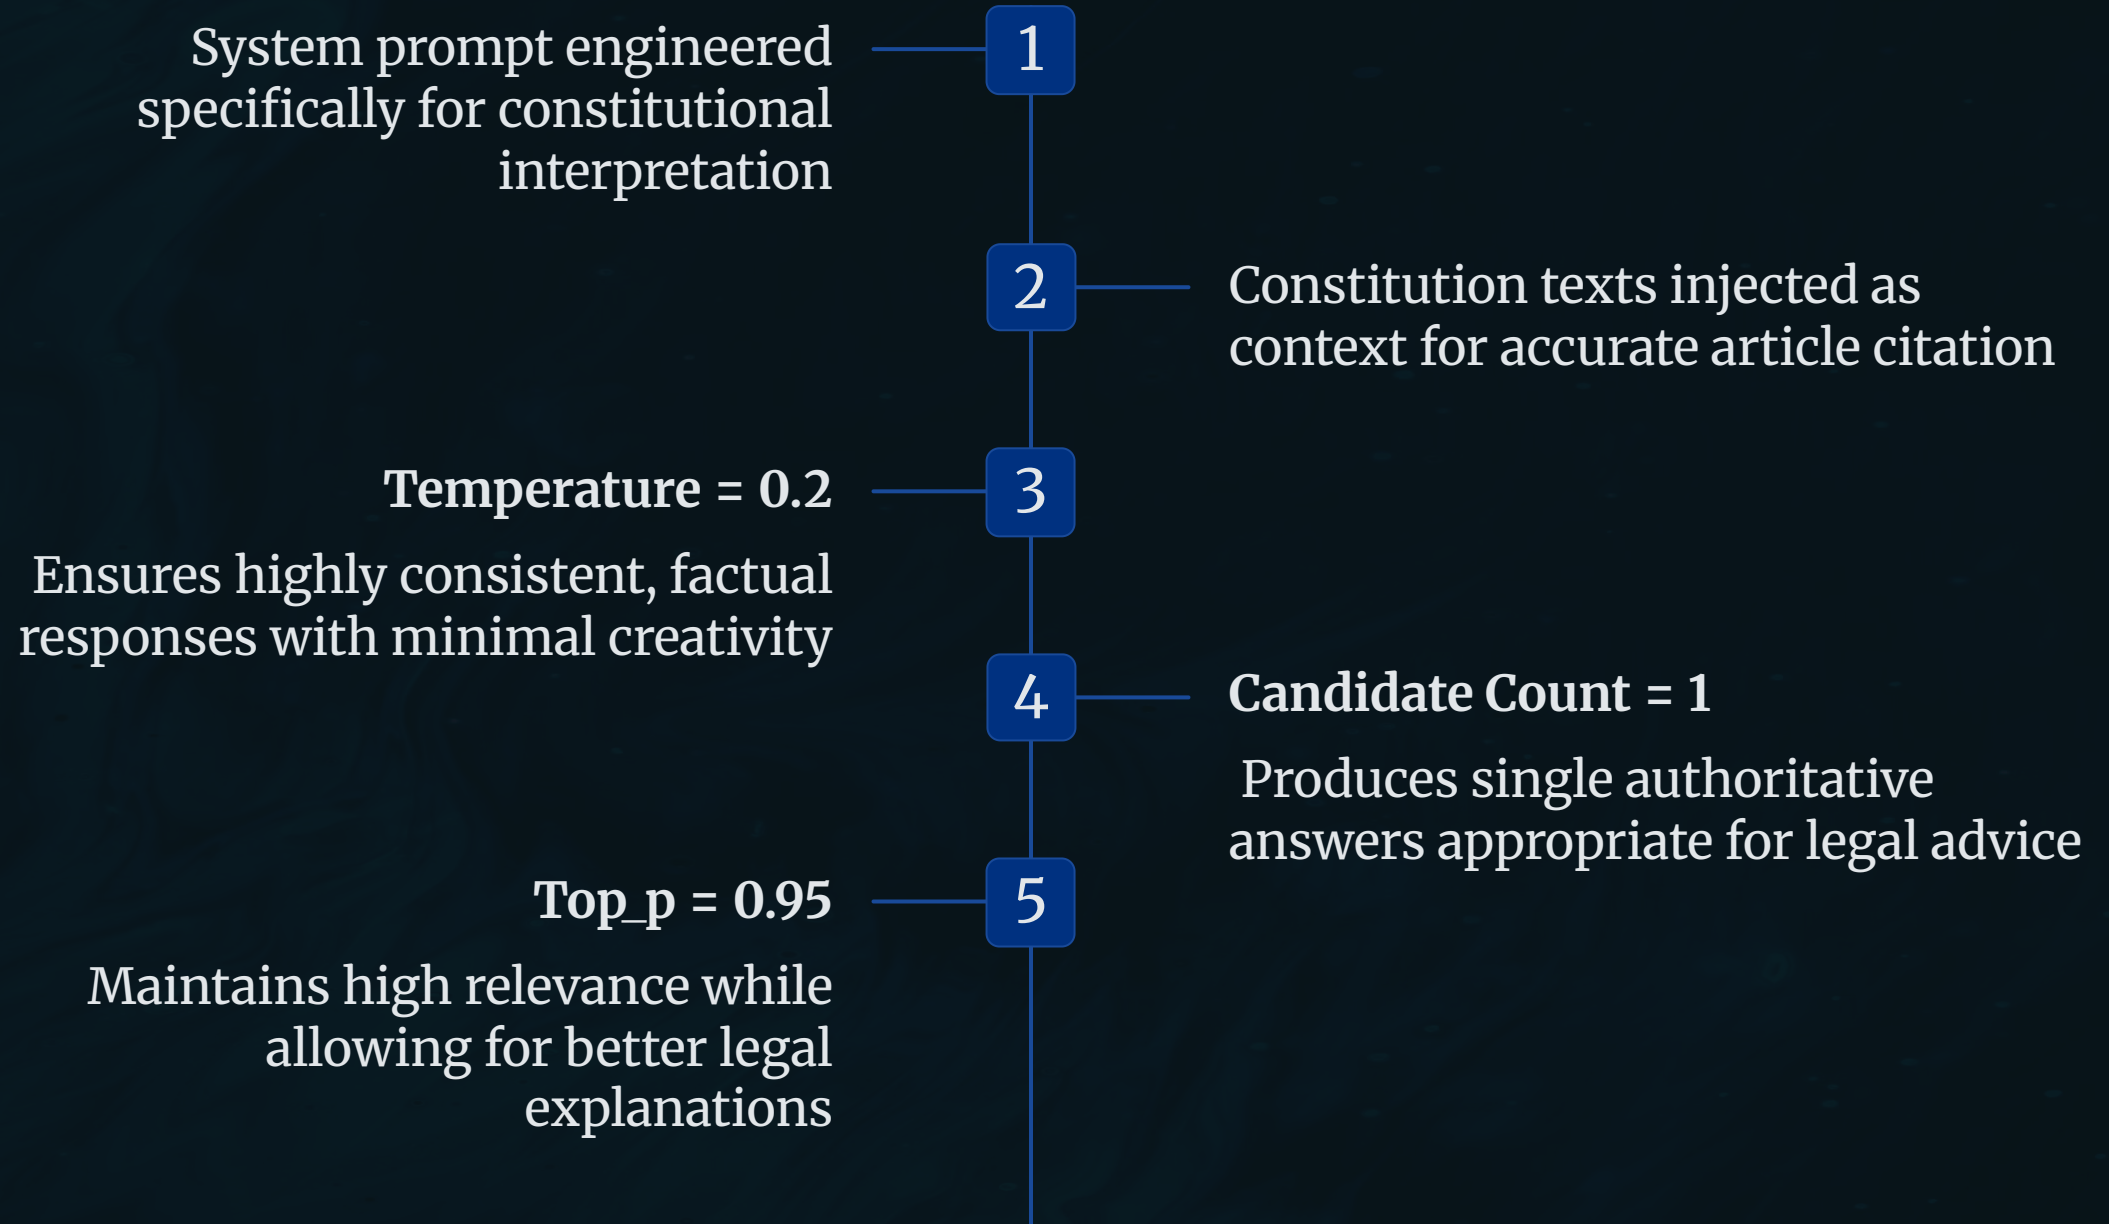 1
System prompt engineered
specifically for constitutional
interpretation
2
Constitution texts injected as
context for accurate article citation
3
Temperature = 0.2
Ensures highly consistent, factual
responses with minimal creativity
4
Candidate Count = 1
Produces single authoritative
answers appropriate for legal advice
5
Top_p = 0.95
Maintains high relevance while
allowing for better legal
explanations